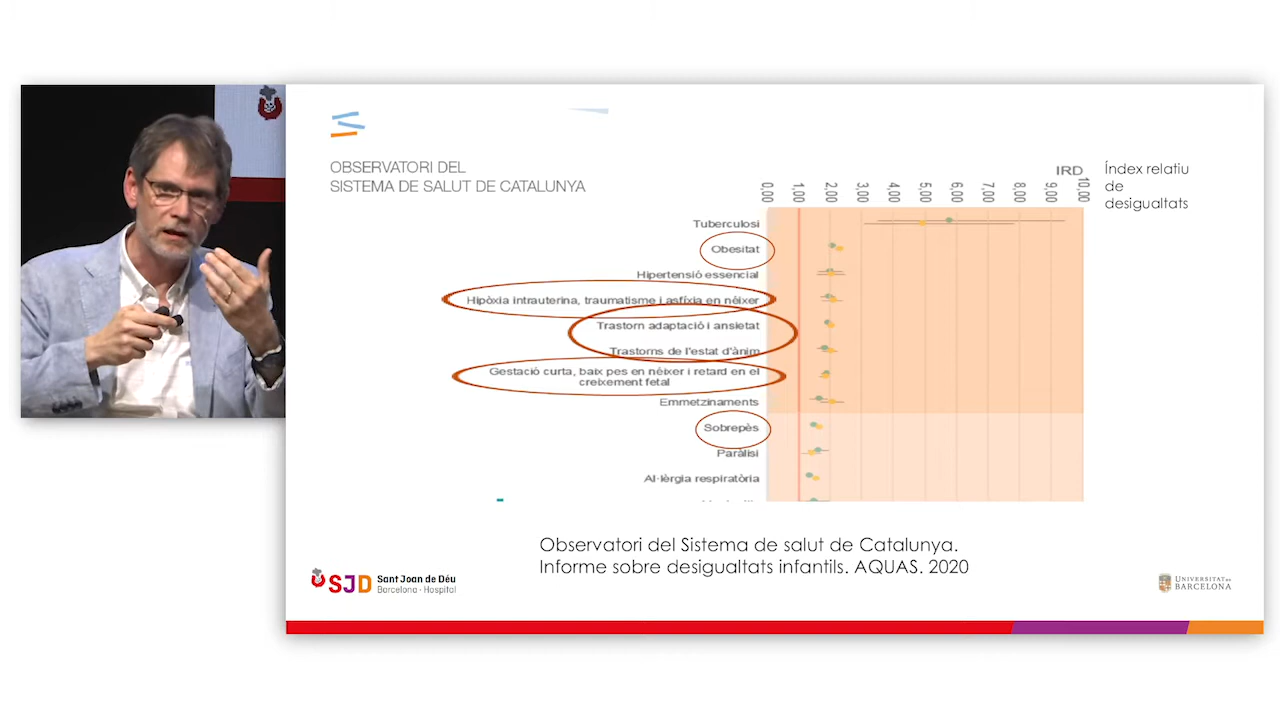 OBSERVATORI DEL
SISTEMA DE SALUT DE CATALUNYA
IRD
Índex relatiu
de
desigualtats
0,00 1,00 2,00 3,00 4,00 5,00 6,00 7,00 8,00 9,00 10,00
Tuberculosi
Obesitat
Hipertensió essencial
Hipòxia intrauterina, traumatisme i asfíxia en néixer
Trastorn adaptació i ansietat
Trastorns de l'estat d'ànim
Gestació curta, baix pes en néixer i retard en el
creixement fetal
Emmetzinaments
Sobrepès
Paràlisi
Al·lèrgia respiratòria
Observatori del Sistema de salut de Catalunya.
Informe sobre desigualtats infantils. AQUAS. 2020
SJD Sant Joan de Déu
Barcelona · Hospital
UNIVERSITAT DE
BARCELONA